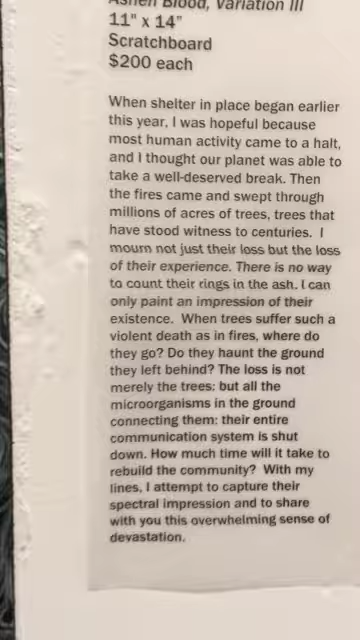 Ashen Blood, Variation III
11" x 14"
Scratchboard
$200 each
When shelter in place began earlier
this year, I was hopeful because
most human activity came to a halt,
and I thought our planet was able to
take a well-deserved break. Then
the fires came and swept through
millions of acres of trees, trees that
have stood witness to centuries.  I
mourn not just their loss but the loss
of their experience. There is no way
to count their rings in the ash. I can
only paint an impression of their
existence.  When trees suffer such a
violent death as in fires, where do
they go? Do they haunt the ground
they left behind? The loss is not
merely the trees: but all the
microorganisms in the ground
connecting them: their entire
communication system is shut
down. How much time will it take to
rebuild the community?  With my
lines, I attempt to capture their
spectral impression and to share
with you this overwhelming sense of
devastation.